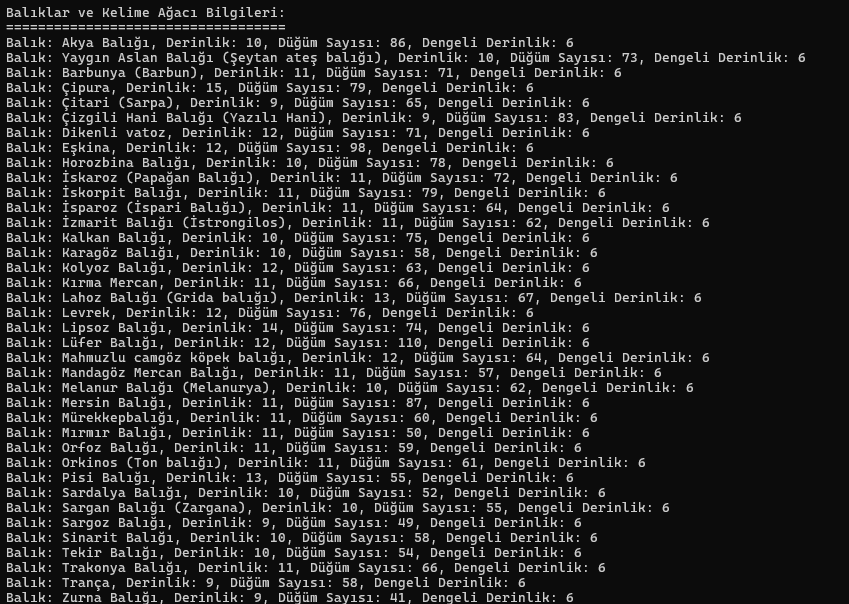 Balıklar ve Kelime Ağacı Bilgileri:
===================================
Balık: Akya Balığı, Derinlik: 10, Düğüm Sayısı: 86, Dengeli Derinlik: 6
Balık: Yaygın Aslan Balığı (Şeytan ateş balığı), Derinlik: 10, Düğüm Sayısı: 73, Dengeli Derinlik: 6
Balık: Barbunya (Barbun), Derinlik: 11, Düğüm Sayısı: 71, Dengeli Derinlik: 6
Balık: Çipura, Derinlik: 15, Düğüm Sayısı: 79, Dengeli Derinlik: 6
Balık: Çitari (Sarpa), Derinlik: 9, Düğüm Sayısı: 65, Dengeli Derinlik: 6
Balık: Çizgili Hani Balığı (Yazılı Hani), Derinlik: 9, Düğüm Sayısı: 83, Dengeli Derinlik: 6
Balık: Dikenli vatoz, Derinlik: 12, Düğüm Sayısı: 71, Dengeli Derinlik: 6
Balık: Eşkina, Derinlik: 12, Düğüm Sayısı: 98, Dengeli Derinlik: 6
Balık: Horozbina Balığı, Derinlik: 10, Düğüm Sayısı: 78, Dengeli Derinlik: 6
Balık: İskaroz (Papağan Balığı), Derinlik: 11, Düğüm Sayısı: 72, Dengeli Derinlik: 6
Balık: İskorpit Balığı, Derinlik: 11, Düğüm Sayısı: 79, Dengeli Derinlik: 6
Balık: İsparoz (İspari Balığı), Derinlik: 11, Düğüm Sayısı: 64, Dengeli Derinlik: 6
Balık: İzmarit Balığı (İstrongilos), Derinlik: 11, Düğüm Sayısı: 62, Dengeli Derinlik: 6
Balık: Kalkan Balığı, Derinlik: 10, Düğüm Sayısı: 75, Dengeli Derinlik: 6
Balık: Karagöz Balığı, Derinlik: 10, Düğüm Sayısı: 58, Dengeli Derinlik: 6
Balık: Kolyoz Balığı, Derinlik: 12, Düğüm Sayısı: 63, Dengeli Derinlik: 6
Balık: Kırma Mercan, Derinlik: 11, Düğüm Sayısı: 66, Dengeli Derinlik: 6
Balık: Lahoz Balığı (Grida balığı), Derinlik: 13, Düğüm Sayısı: 67, Dengeli Derinlik: 6
Balık: Levrek, Derinlik: 12, Düğüm Sayısı: 76, Dengeli Derinlik: 6
Balık: Lipsoz Balığı, Derinlik: 14, Düğüm Sayısı: 74, Dengeli Derinlik: 6
Balık: Lüfer Balığı, Derinlik: 12, Düğüm Sayısı: 110, Dengeli Derinlik: 6
Balık: Mahmuzlu camgöz köpek balığı, Derinlik: 12, Düğüm Sayısı: 64, Dengeli Derinlik: 6
Balık: Mandagöz Mercan Balığı, Derinlik: 11, Düğüm Sayısı: 57, Dengeli Derinlik: 6
Balık: Melanur Balığı (Melanurya), Derinlik: 10, Düğüm Sayısı: 62, Dengeli Derinlik: 6
Balık: Mersin Balığı, Derinlik: 11, Düğüm Sayısı: 87, Dengeli Derinlik: 6
Balık: Mürekkepbalığı, Derinlik: 11, Düğüm Sayısı: 60, Dengeli Derinlik: 6
Balık: Mırmır Balığı, Derinlik: 11, Düğüm Sayısı: 50, Dengeli Derinlik: 6
Balık: Orfoz Balığı, Derinlik: 11, Düğüm Sayısı: 59, Dengeli Derinlik: 6
Balık: Orkinos (Ton balığı), Derinlik: 11, Düğüm Sayısı: 61, Dengeli Derinlik: 6
Balık: Pisi Balığı, Derinlik: 13, Düğüm Sayısı: 55, Dengeli Derinlik: 6
Balık: Sardalya Balığı, Derinlik: 10, Düğüm Sayısı: 52, Dengeli Derinlik: 6
Balık: Sargan Balığı (Zargana), Derinlik: 10, Düğüm Sayısı: 55, Dengeli Derinlik: 6
Balık: Sargoz Balığı, Derinlik: 9, Düğüm Sayısı: 49, Dengeli Derinlik: 6
Balık: Sinarit Balığı, Derinlik: 10, Düğüm Sayısı: 58, Dengeli Derinlik: 6
Balık: Tekir Balığı, Derinlik: 10, Düğüm Sayısı: 54, Dengeli Derinlik: 6
Balık: Trakonya Balığı, Derinlik: 11, Düğüm Sayısı: 66, Dengeli Derinlik: 6
Balık: Trança, Derinlik: 9, Düğüm Sayısı: 58, Dengeli Derinlik: 6
Balık: Zurna Balığı, Derinlik: 9, Düğüm Sayısı: 41, Dengeli Derinlik: 6